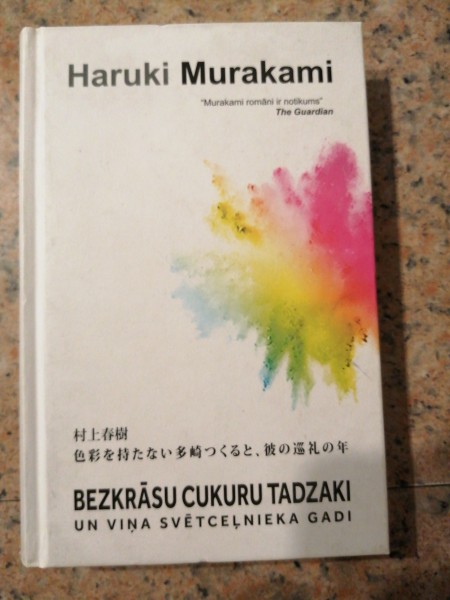 Haruki Murakami
"Murakami romāni ir notikums"
The Guardian
村上春樹
色彩を持たない多崎つくると、彼の巡礼の年
BEZKRĀSU CUKURU TADZAKI
UN VIŅA SVĒTCEĻNIEKA GADI